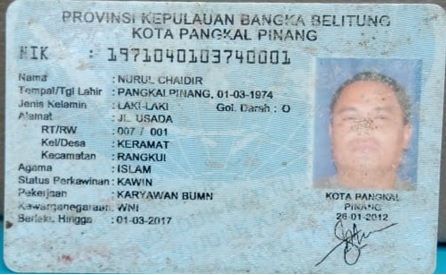 PROVINSI KEPULAUAN BANGKA BELITUNG
KOTA PANGKAL PINANG
NIK : 1971040103740001
Nama : NURUL CHAIDIR
Tempat/Tgl Lahir : PANGKAL PINANG, 01-03-1974
Jenis Kelamin : LAKI-LAKI Gol. Darah : O
Alamat : JL USADA
RT/RW : 007 / 001
Kel/Desa : KERAMAT
Kecamatan : RANGKUI
Agama : ISLAM
Status Perkawinan : KAWIN
Pekerjaan : KARYAWAN BUMN
Kewarganegaraan : WNI
Berlaku Hingga : 01-03-2017
KOTA PANGKAL
PINANG
26-01-2012